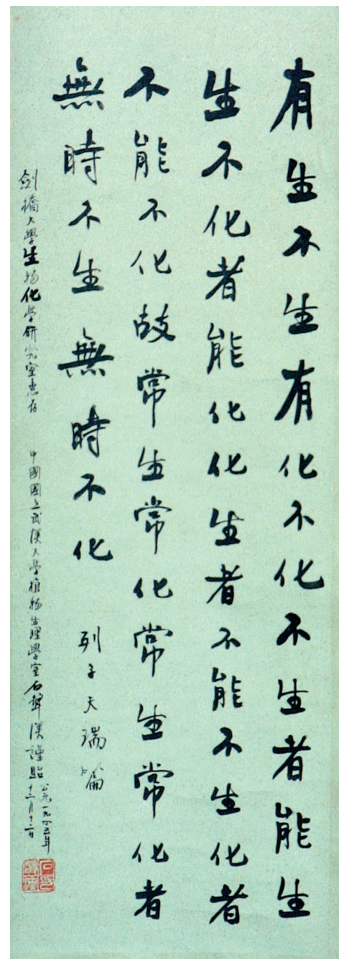 有生不生有化不化不生者能生
生不化者能化化生者不能不生化者
不能不化故常生常化常生常化者
無時不生無時不化
列子天瑞篇
劍橋大學生物化學研究室惠存
中國國立武漢大學植物生理學室石聲漢謹貽